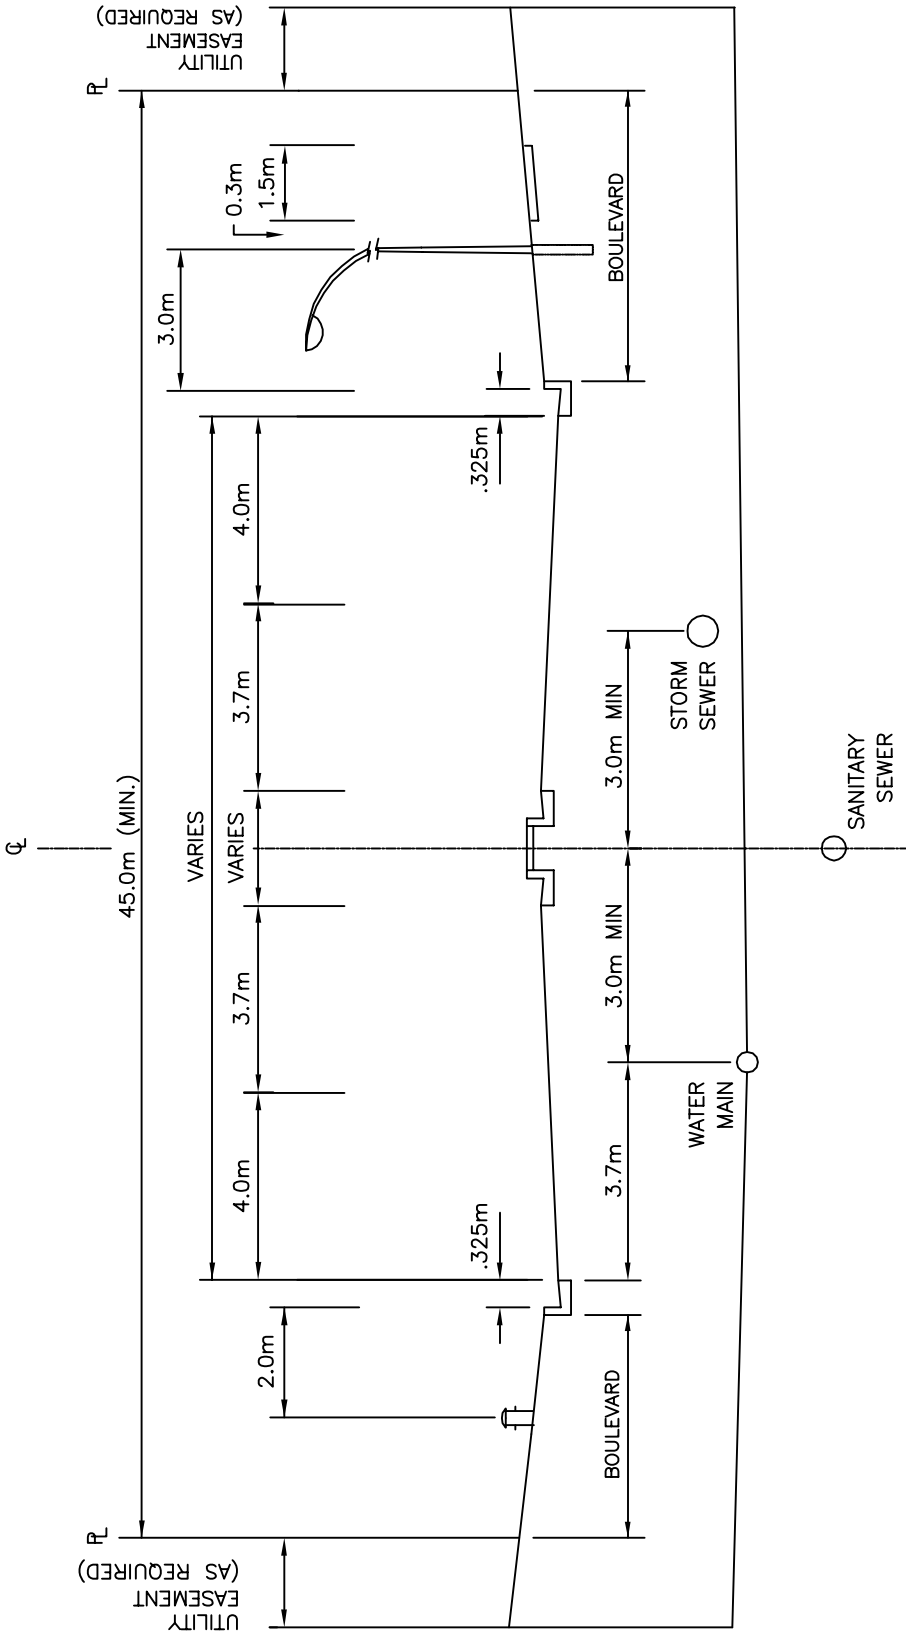 UTILITY
EASEMENT
(AS REQUIRED)
PL
CL
PL
UTILITY
EASEMENT
(AS REQUIRED)
45.0m (MIN.)
VARIES
2.0m
4.0m
3.7m
VARIES
3.7m
4.0m
3.0m
0.3m
1.5m
.325m
.325m
BOULEVARD
3.7m
3.0m MIN
3.0m MIN
BOULEVARD
WATER
MAIN
STORM
SEWER
SANITARY
SEWER